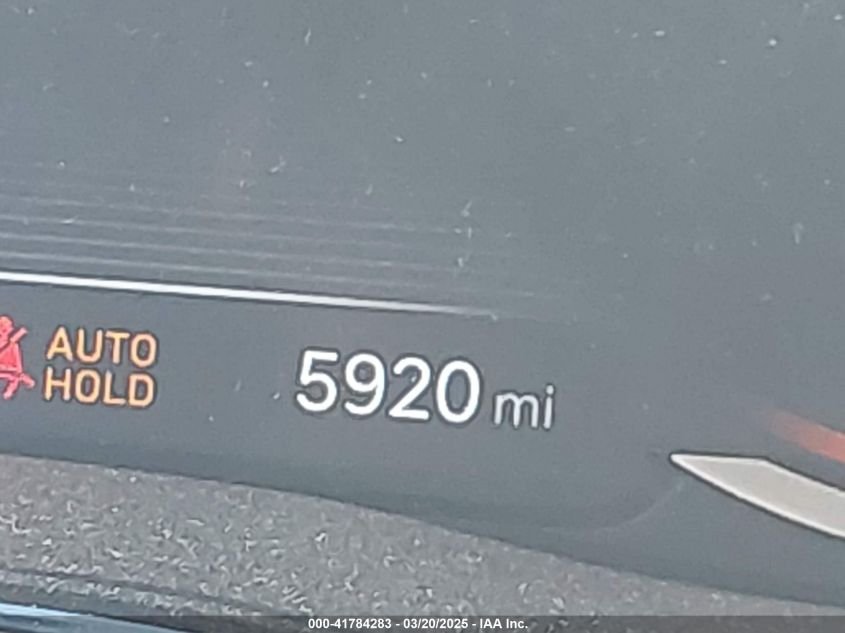 AUTO
HOLD
5920 mi
000-41784283 - 03/20/2025 - IAA Inc.